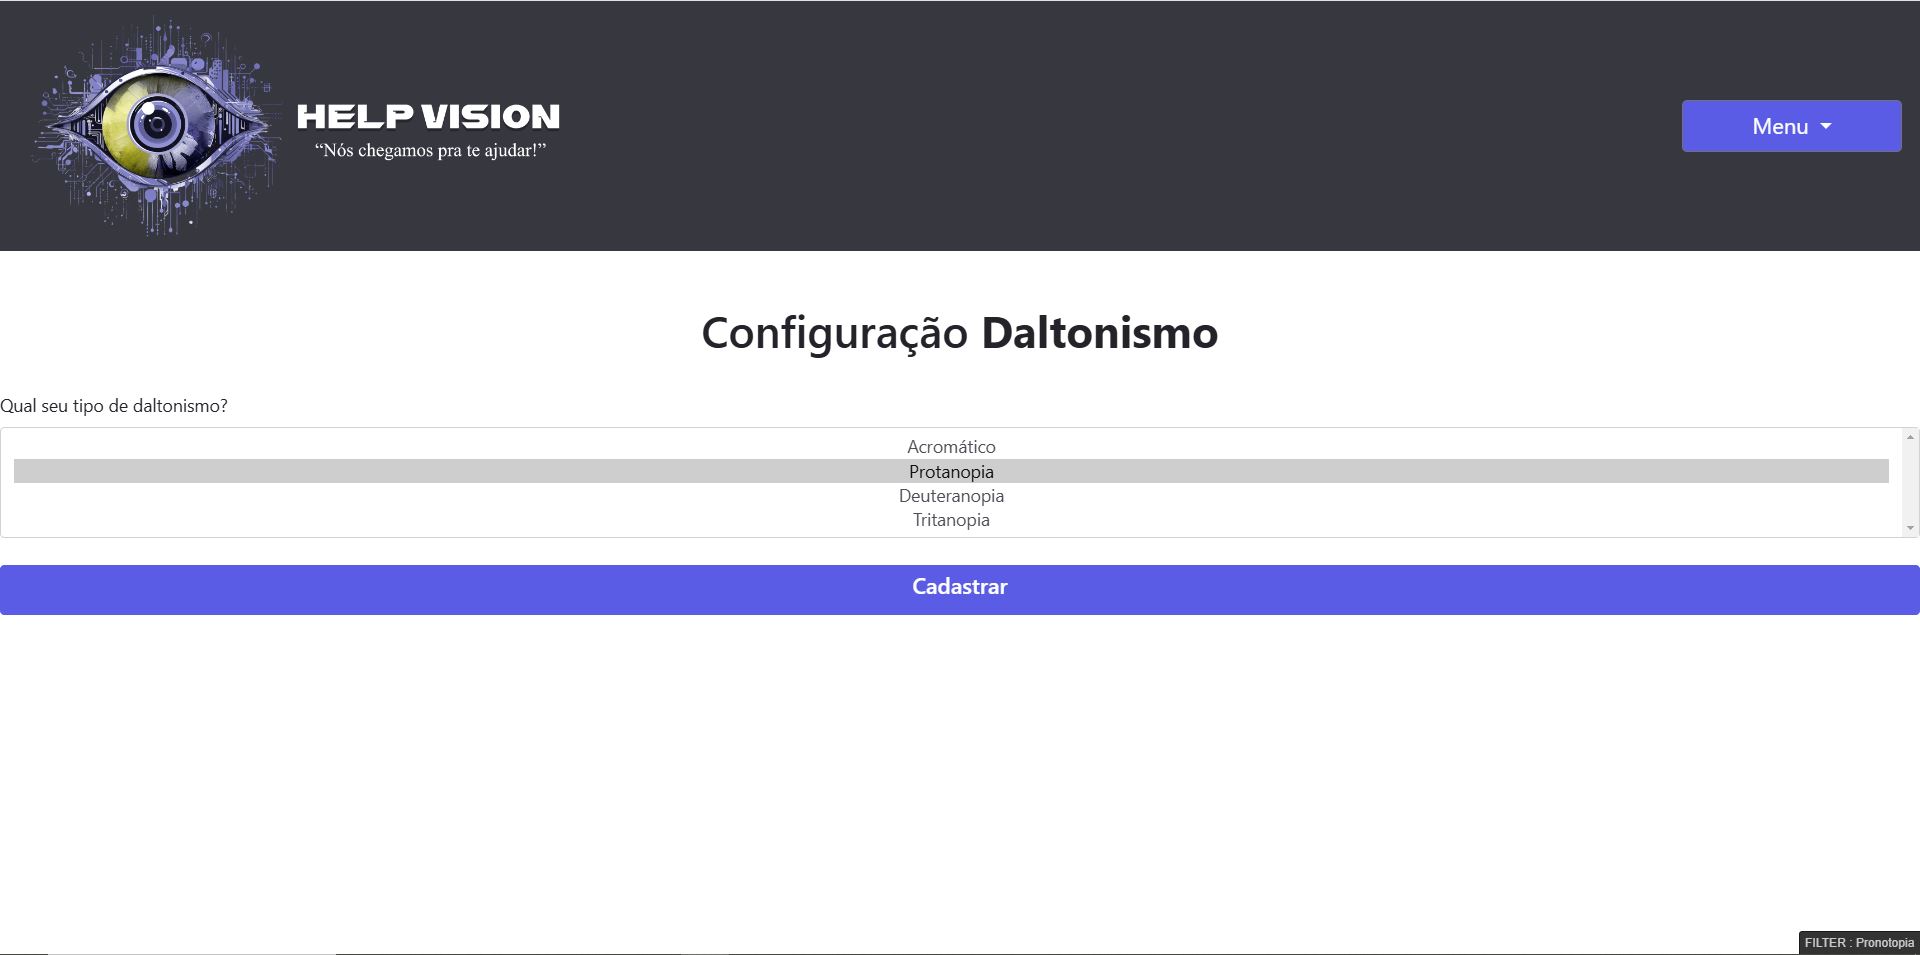 HELP VISION
“Nós chegamos pra te ajudar!”
Menu
Configuração Daltonismo
Qual seu tipo de daltonismo?
Acromático
Protanopia
Deuteranopia
Tritanopia
Cadastrar
FILTER : Pronotopia